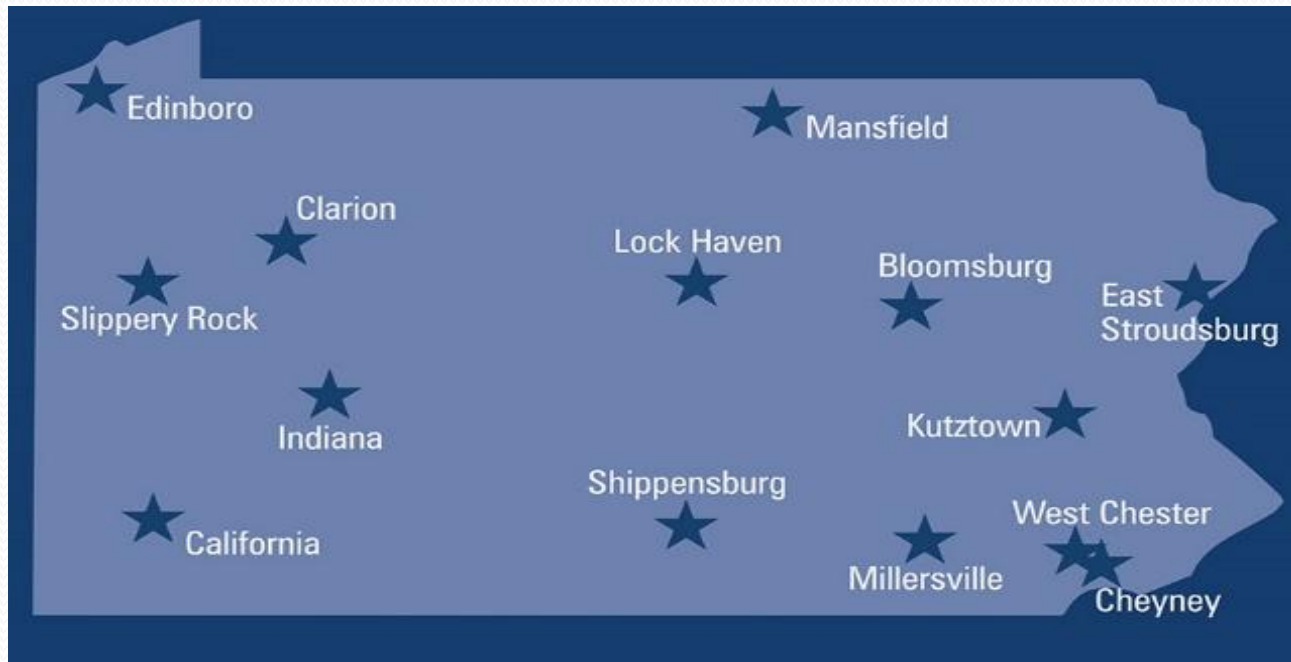 Edinboro
Mansfield
Clarion
Lock Haven
Bloomsburg
East
Stroudsburg
Slippery Rock
Kutztown
Indiana
Shippensburg
West Chester
California
Millersville
Cheyney